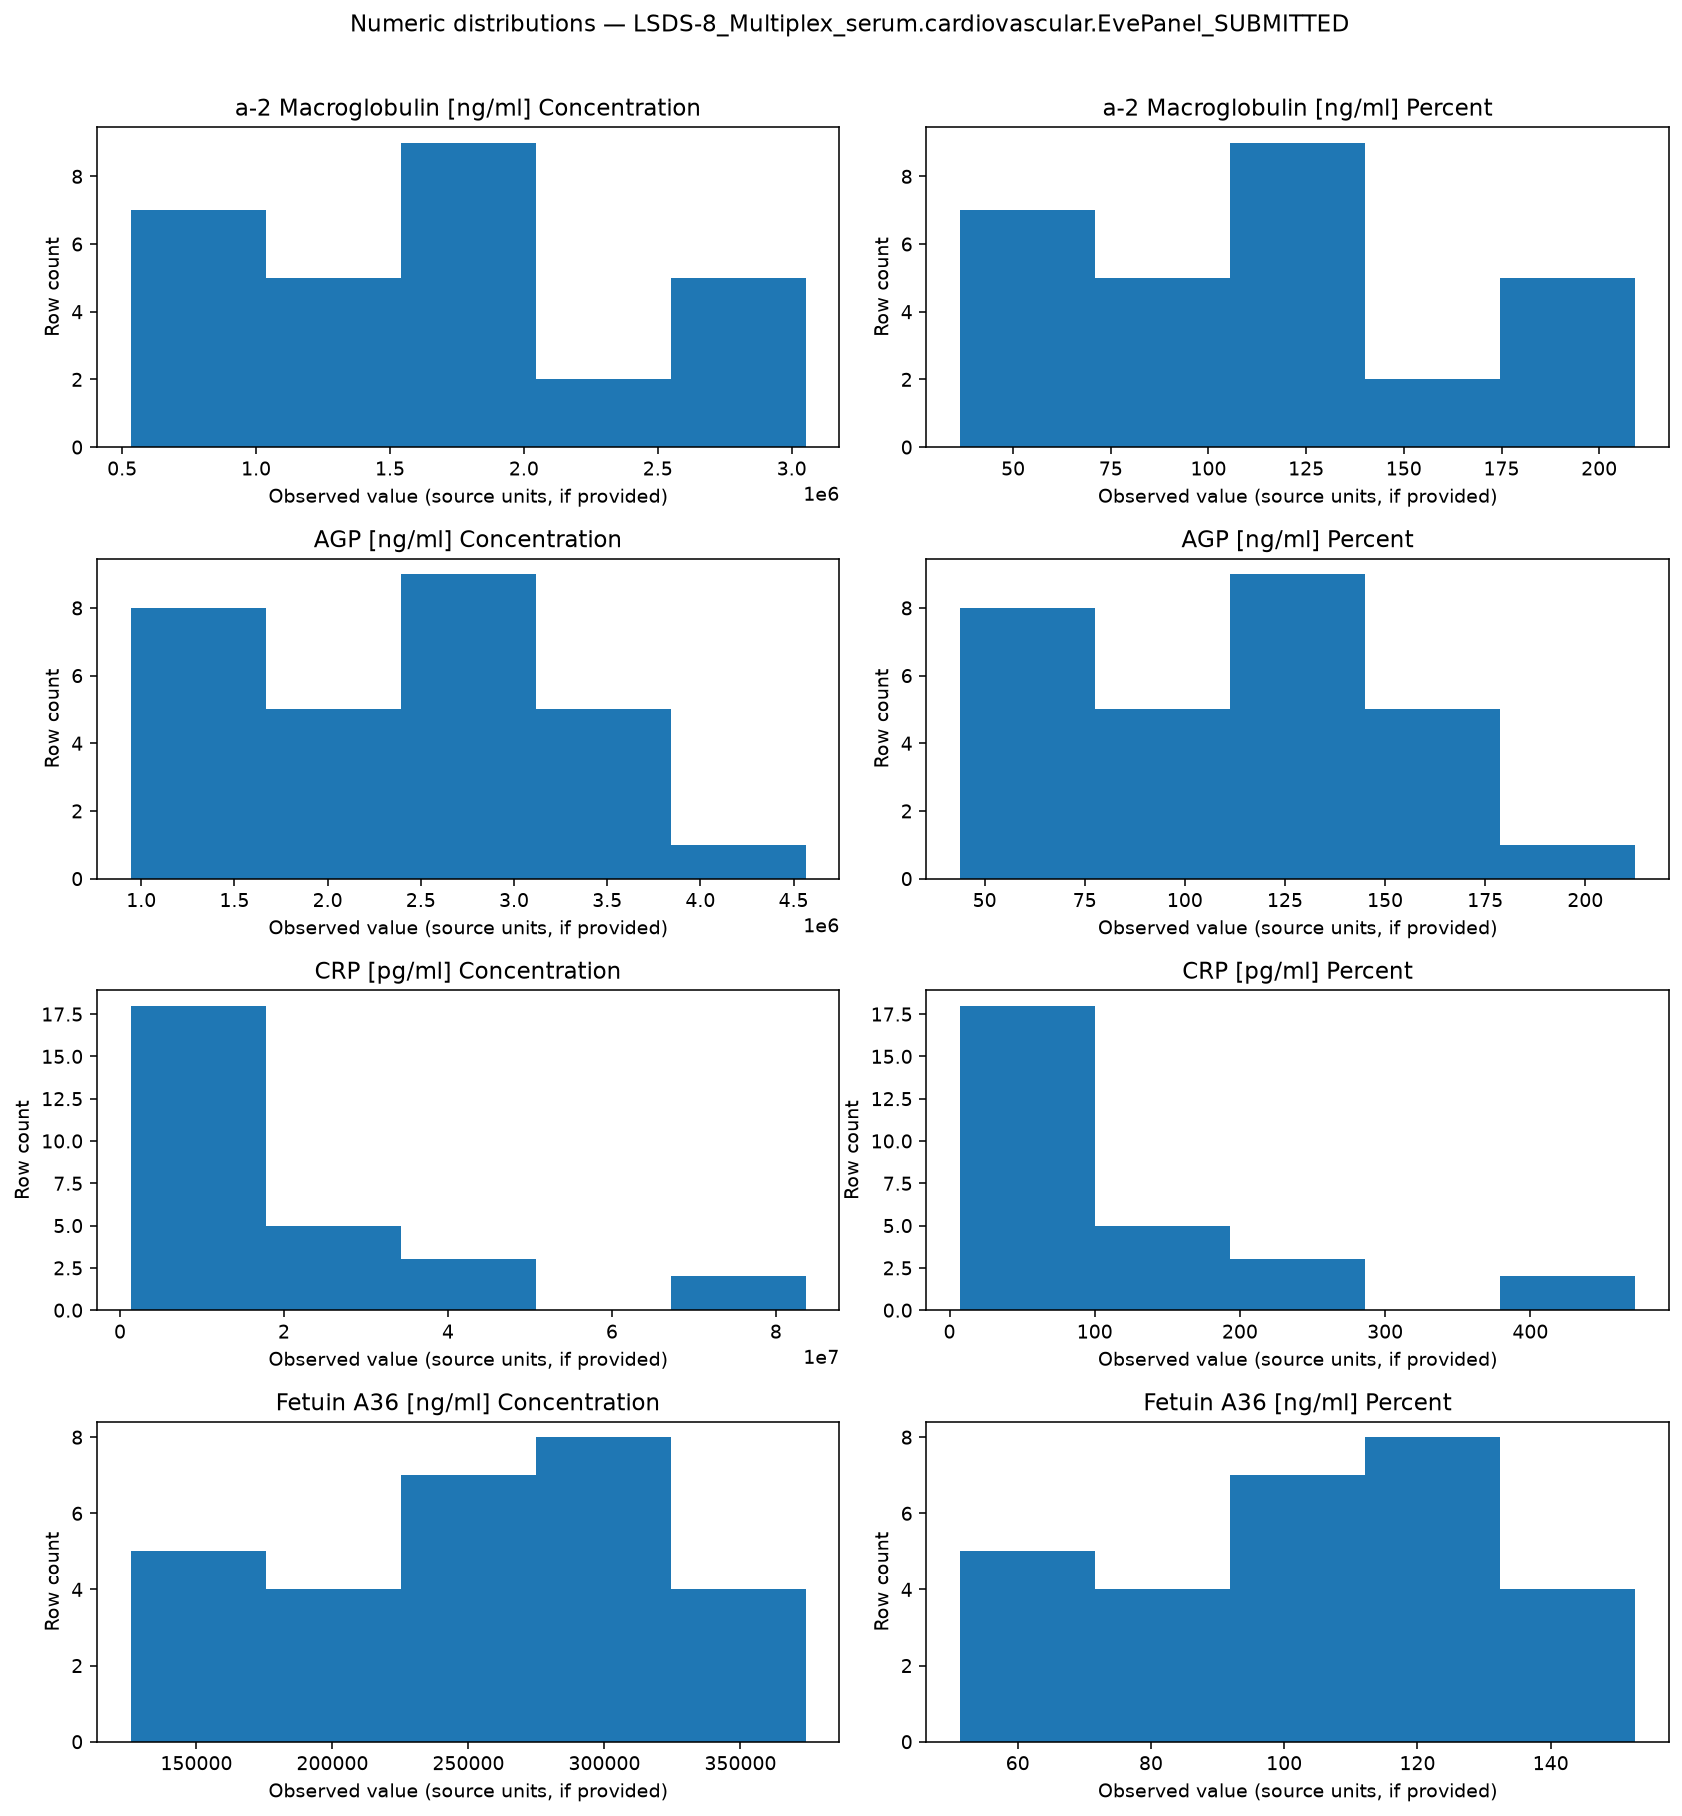 Numeric distributions — LSDS-8_Multiplex_serum.cardiovascular.EvePanel_SUBMITTED
a-2 Macroglobulin [ng/ml] Concentration
Row count
8
6
4
2
0
0.5 1.0 1.5 2.0 2.5 3.0
1e6
Observed value (source units, if provided)
a-2 Macroglobulin [ng/ml] Percent
Row count
8
6
4
2
0
50 75 100 125 150 175 200
Observed value (source units, if provided)
AGP [ng/ml] Concentration
Row count
8
6
4
2
0
1.0 1.5 2.0 2.5 3.0 3.5 4.0 4.5
1e6
Observed value (source units, if provided)
AGP [ng/ml] Percent
Row count
8
6
4
2
0
50 75 100 125 150 175 200
Observed value (source units, if provided)
CRP [pg/ml] Concentration
Row count
17.5
15.0
12.5
10.0
7.5
5.0
2.5
0.0
0 2 4 6 8
1e7
Observed value (source units, if provided)
CRP [pg/ml] Percent
Row count
17.5
15.0
12.5
10.0
7.5
5.0
2.5
0.0
0 100 200 300 400
Observed value (source units, if provided)
Fetuin A36 [ng/ml] Concentration
Row count
8
6
4
2
0
150000 200000 250000 300000 350000
Observed value (source units, if provided)
Fetuin A36 [ng/ml] Percent
Row count
8
6
4
2
0
60 80 100 120 140
Observed value (source units, if provided)